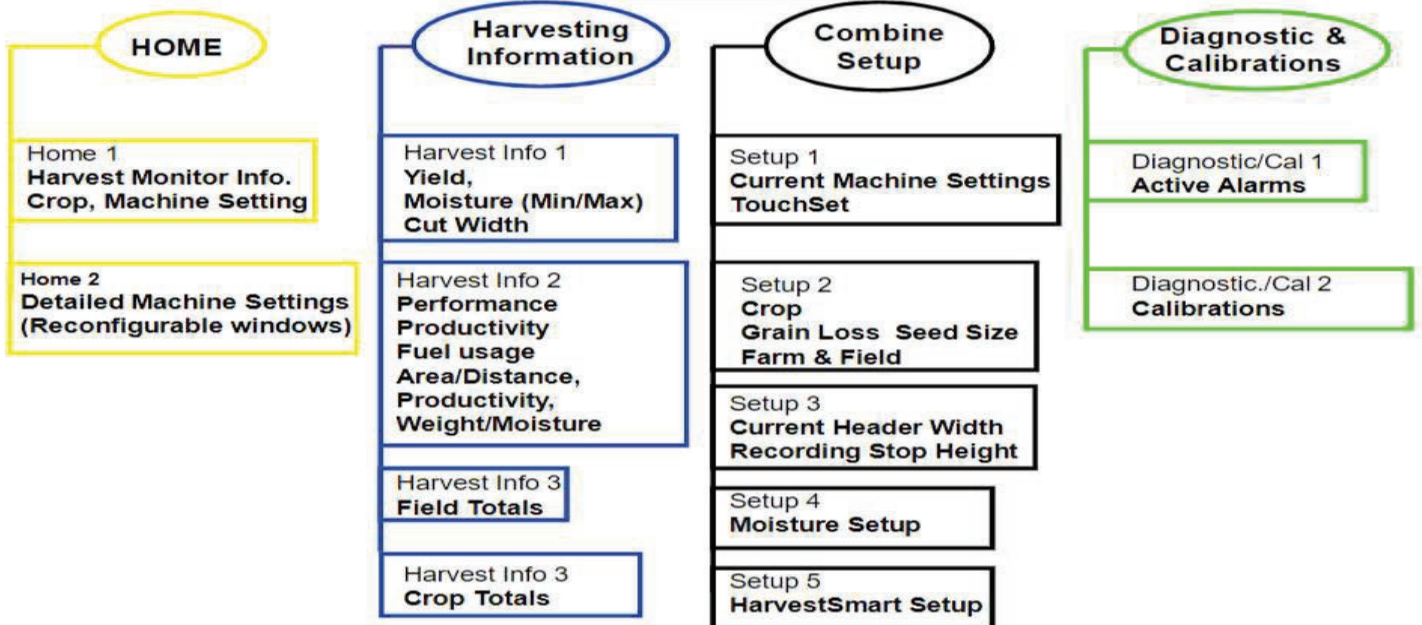 HOME
Home 1
Harvest Monitor Info.
Crop, Machine Setting
Home 2
Detailed Machine Settings
(Reconfigurable windows)
Harvesting
Information
Harvest Info 1
Yield,
Moisture (Min/Max)
Cut Width
Harvest Info 2
Performance
Productivity
Fuel usage
Area/Distance,
Productivity,
Weight/Moisture
Harvest Info 3
Field Totals
Harvest Info 3
Crop Totals
Combine
Setup
Setup 1
Current Machine Settings
TouchSet
Setup 2
Crop
Grain Loss Seed Size
Farm & Field
Setup 3
Current Header Width
Recording Stop Height
Setup 4
Moisture Setup
Setup 5
HarvestSmart Setup
Diagnostic &
Calibrations
Diagnostic/Cal 1
Active Alarms
Diagnostic./Cal 2
Calibrations